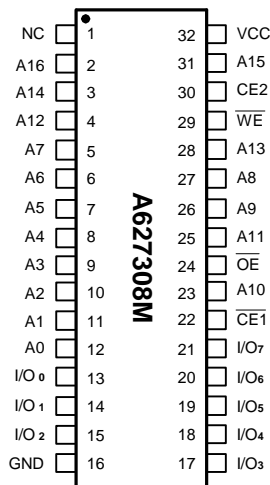 NC 1 32 VCC
A16 2 31 A15
A14 3 30 CE2
A12 4 29 WE
A7 5 28 A13
A6 6 27 A8
A5 7 26 A9
A4 8 25 A11
A3 9 24 OE
A2 10 23 A10
A1 11 22 CE1
A0 12 21 I/O7
I/O 0 13 20 I/O6
I/O 1 14 19 I/O5
I/O 2 15 18 I/O4
GND 16 17 I/O3
A627308M